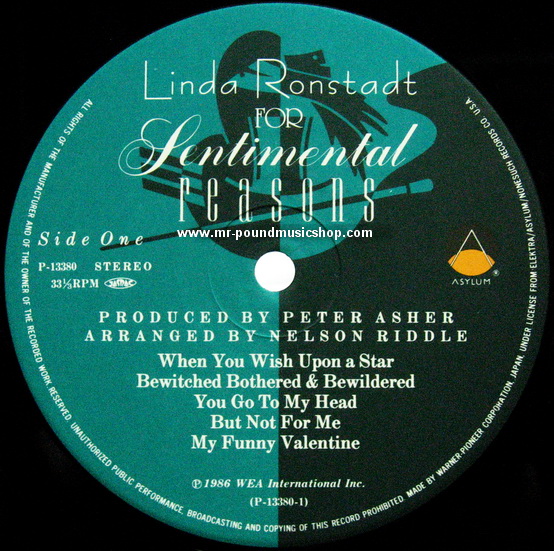 Linda Ronstadt
FOR
Sentimental
reasons
www.mr-poundmusicshop.com
Side One
P-13380 STEREO
33⅓RPM
ASYLUM ®
PRODUCED BY PETER ASHER
ARRANGED BY NELSON RIDDLE
When You Wish Upon a Star
Bewitched Bothered & Bewildered
You Go To My Head
But Not For Me
My Funny Valentine
℗1986 WEA International Inc.
(P-13380-1)
ALL RIGHTS OF THE MANUFACTURER AND OF THE OWNER OF THE RECORDED WORK RESERVED. UNAUTHORIZED PUBLIC PERFORMANCE, BROADCASTING AND COPYING OF THIS RECORD PROHIBITED. MADE BY WARNER-PIONEER CORPORATION, JAPAN, UNDER LICENSE FROM ELEKTRA/ASYLUM/NONESUCH RECORDS CO. USA